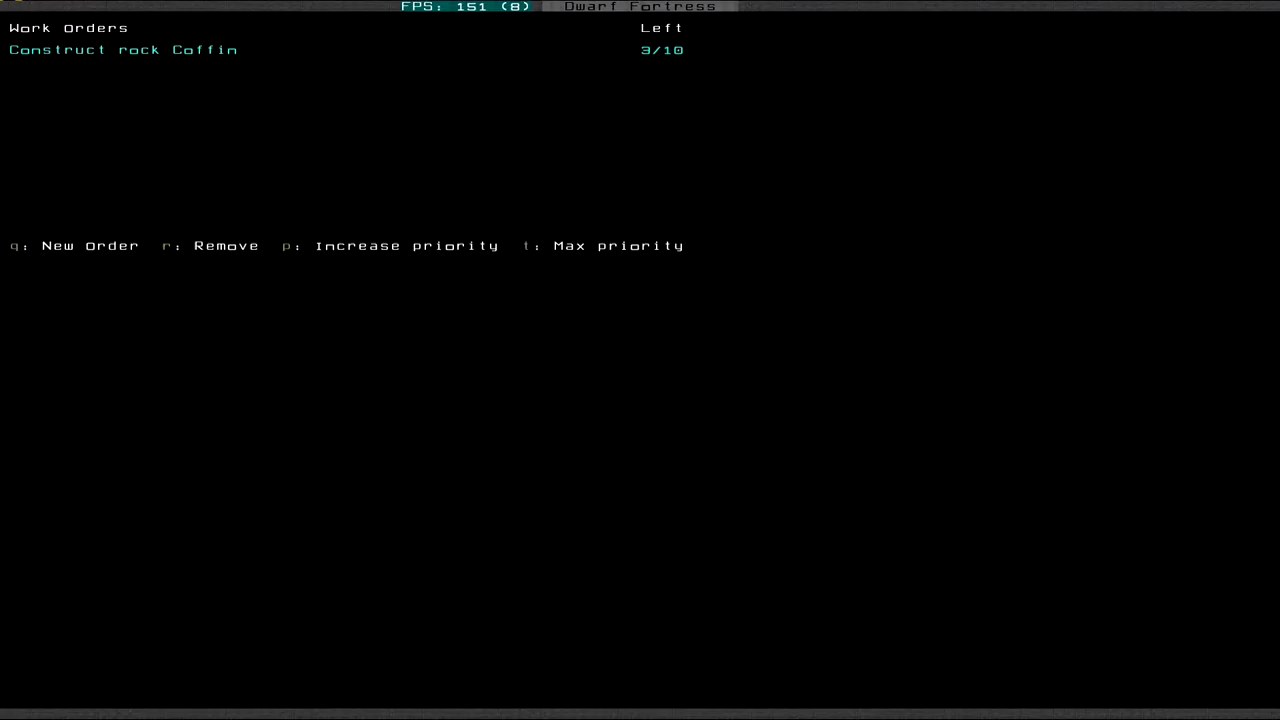 FPS: 151 (8) Dwarf Fortress
Work Orders Left
Construct rock Coffin 3/10
q: New Order r: Remove p: Increase priority t: Max priority